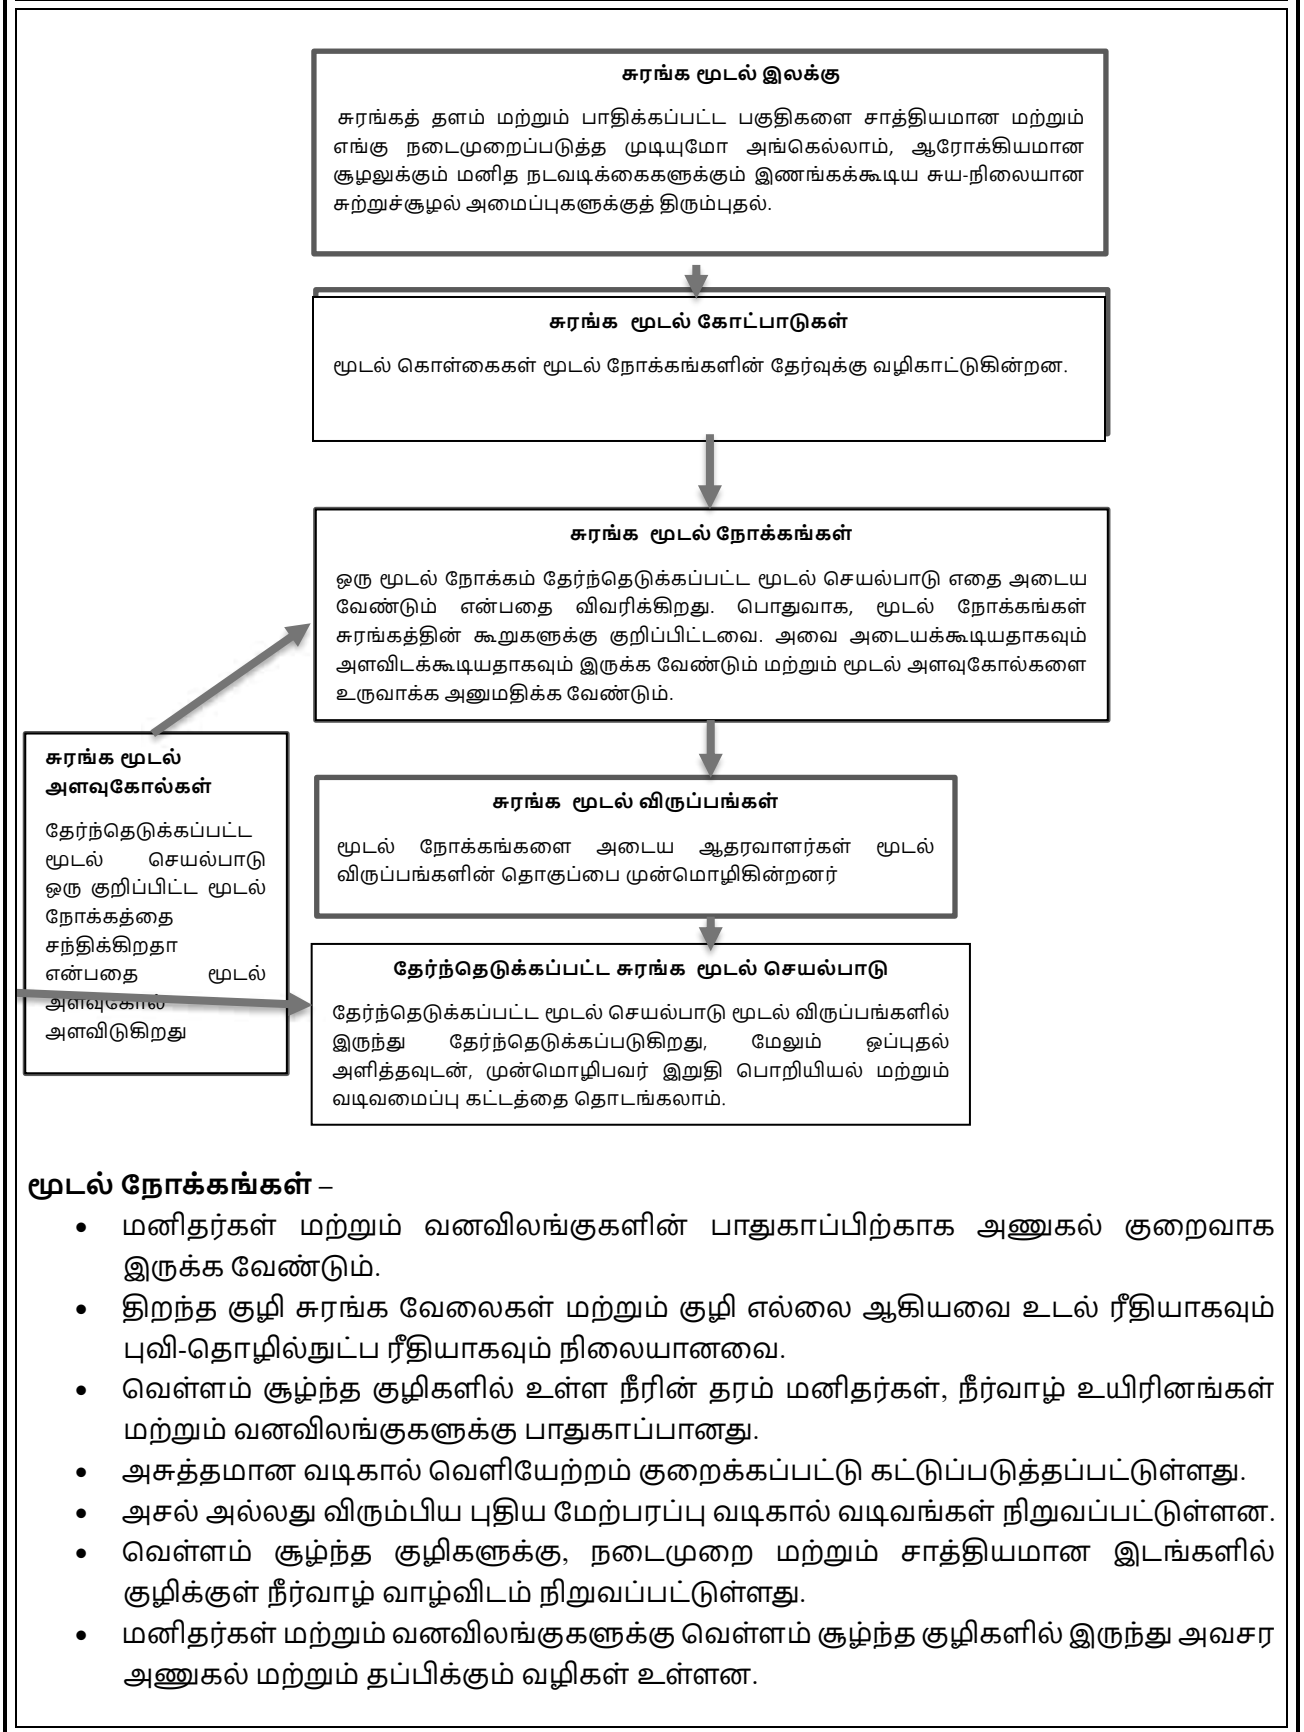 சுரங்க மூடல் இலக்கு
சுரங்கத் தளம் மற்றும் பாதிக்கப்பட்ட பகுதிகளை சாத்தியமான மற்றும்
எங்கு நடைமுறைப்படுத்த முடியுமோ அங்கெல்லாம், ஆரோக்கியமான
சூழலுக்கும் மனித நடவடிக்கைகளுக்கும் இணங்கக்கூடிய சுய-நிலையான
சுற்றுச்சூழல் அமைப்புகளுக்குத் திரும்புதல்.
சுரங்க மூடல் கோட்பாடுகள்
மூடல் கொள்கைகள் மூடல் நோக்கங்களின் தேர்வுக்கு வழிகாட்டுகின்றன.
சுரங்க மூடல் நோக்கங்கள்
ஒரு மூடல் நோக்கம் தேர்ந்தெடுக்கப்பட்ட மூடல் செயல்பாடு எதை அடைய
வேண்டும் என்பதை விவரிக்கிறது. பொதுவாக, மூடல் நோக்கங்கள்
சுரங்கத்தின் கூறுகளுக்கு குறிப்பிட்டவை. அவை அடையக்கூடியதாகவும்
அளவிடக்கூடியதாகவும் இருக்க வேண்டும் மற்றும் மூடல் அளவுகோல்களை
உருவாக்க அனுமதிக்க வேண்டும்.
சுரங்க மூடல்
அளவுகோல்கள்
தேர்ந்தெடுக்கப்பட்ட
மூடல் செயல்பாடு
ஒரு குறிப்பிட்ட மூடல்
நோக்கத்தை
சந்திக்கிறதா
என்பதை மூடல்
அளவுகோல்
அளவிடுகிறது
சுரங்க மூடல் விருப்பங்கள்
மூடல் நோக்கங்களை அடைய ஆதரவாளர்கள் மூடல்
விருப்பங்களின் தொகுப்பை முன்மொழிகின்றனர்
தேர்ந்தெடுக்கப்பட்ட சுரங்க மூடல் செயல்பாடு
தேர்ந்தெடுக்கப்பட்ட மூடல் செயல்பாடு மூடல் விருப்பங்களில்
இருந்து தேர்ந்தெடுக்கப்படுகிறது, மேலும் ஒப்புதல்
அளித்தவுடன், முன்மொழிபவர் இறுதி பொறியியல் மற்றும்
வடிவமைப்பு கட்டத்தை தொடங்கலாம்.
மூடல் நோக்கங்கள் –
• மனிதர்கள் மற்றும் வனவிலங்குகளின் பாதுகாப்பிற்காக அணுகல் குறைவாக
இருக்க வேண்டும்.
• திறந்த குழி சுரங்க வேலைகள் மற்றும் குழி எல்லை ஆகியவை உடல் ரீதியாகவும்
புவி-தொழில்நுட்ப ரீதியாகவும் நிலையானவை.
• வெள்ளம் சூழ்ந்த குழிகளில் உள்ள நீரின் தரம் மனிதர்கள், நீர்வாழ் உயிரினங்கள்
மற்றும் வனவிலங்குகளுக்கு பாதுகாப்பானது.
• அசுத்தமான வடிகால் வெளியேற்றம் குறைக்கப்பட்டு கட்டுப்படுத்தப்பட்டுள்ளது.
• அசல் அல்லது விரும்பிய புதிய மேற்பரப்பு வடிகால் வடிவங்கள் நிறுவப்பட்டுள்ளன.
• வெள்ளம் சூழ்ந்த குழிகளுக்கு, நடைமுறை மற்றும் சாத்தியமான இடங்களில்
குழிக்குள் நீர்வாழ் வாழ்விடம் நிறுவப்பட்டுள்ளது.
• மனிதர்கள் மற்றும் வனவிலங்குகளுக்கு வெள்ளம் சூழ்ந்த குழிகளில் இருந்து அவசர
அணுகல் மற்றும் தப்பிக்கும் வழிகள் உள்ளன.